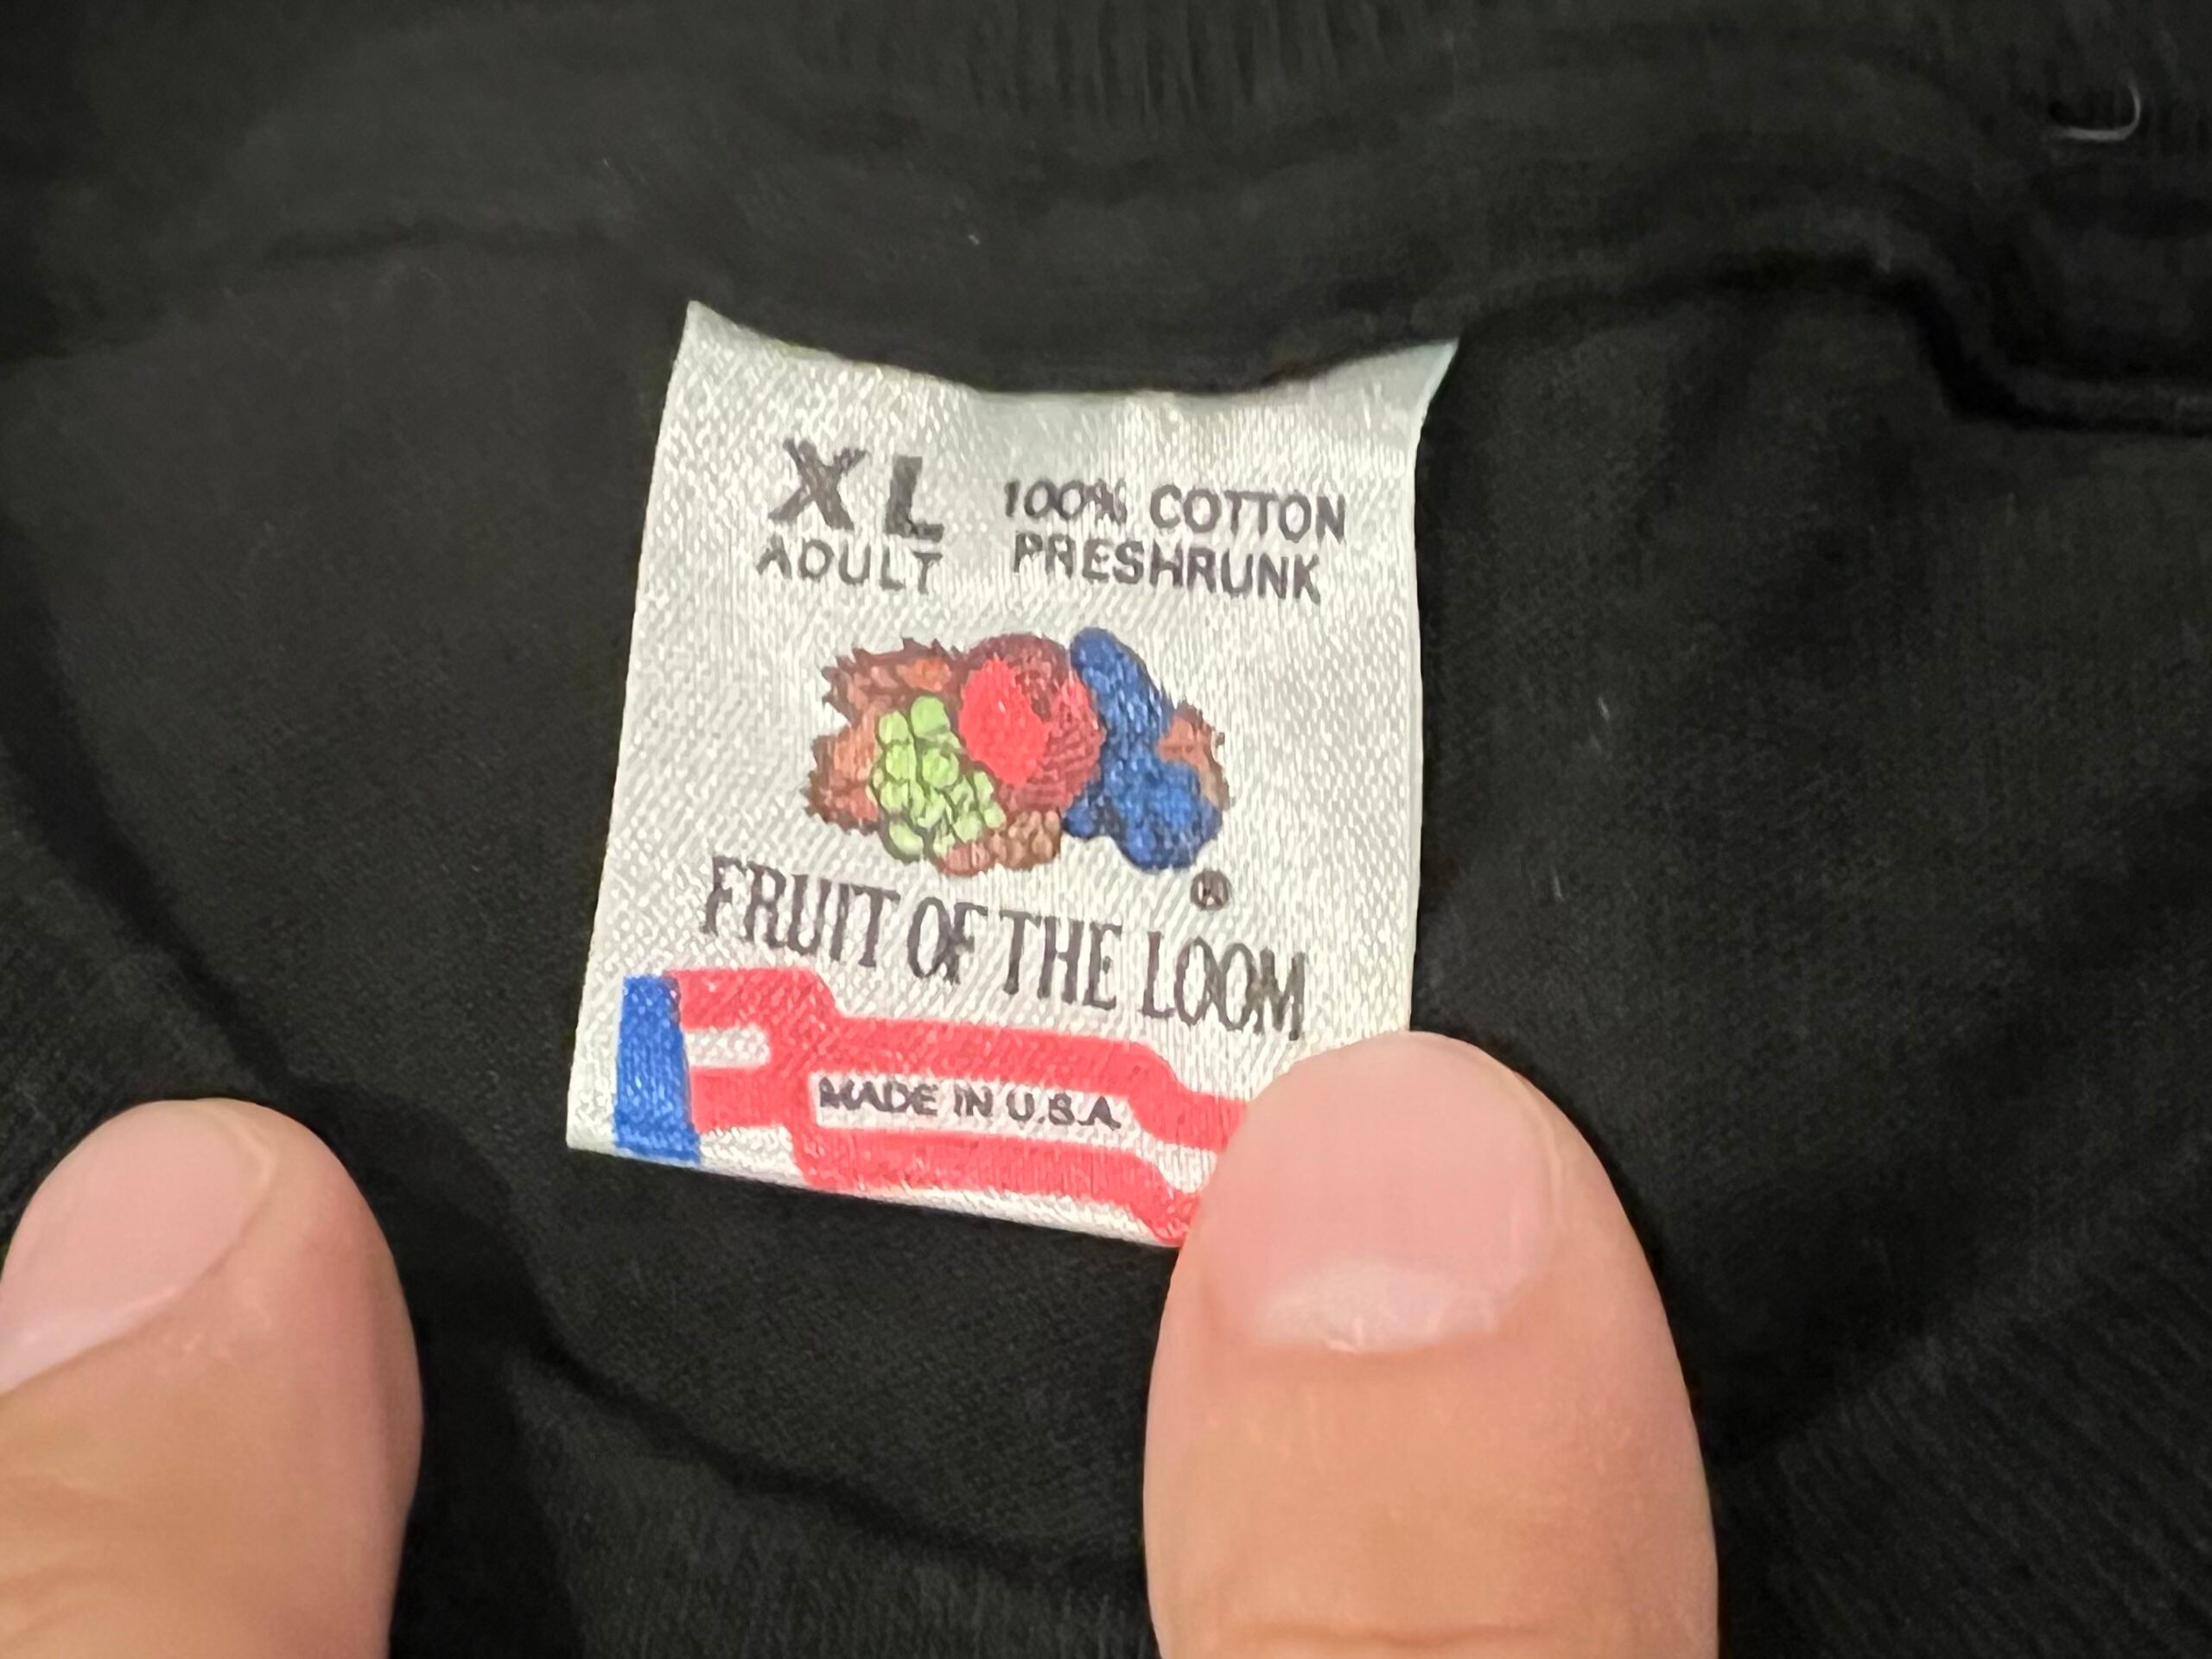 XL
ADULT
100% COTTON
PRESHRUNK
®
FRUIT OF THE LOOM
MADE IN U.S.A.